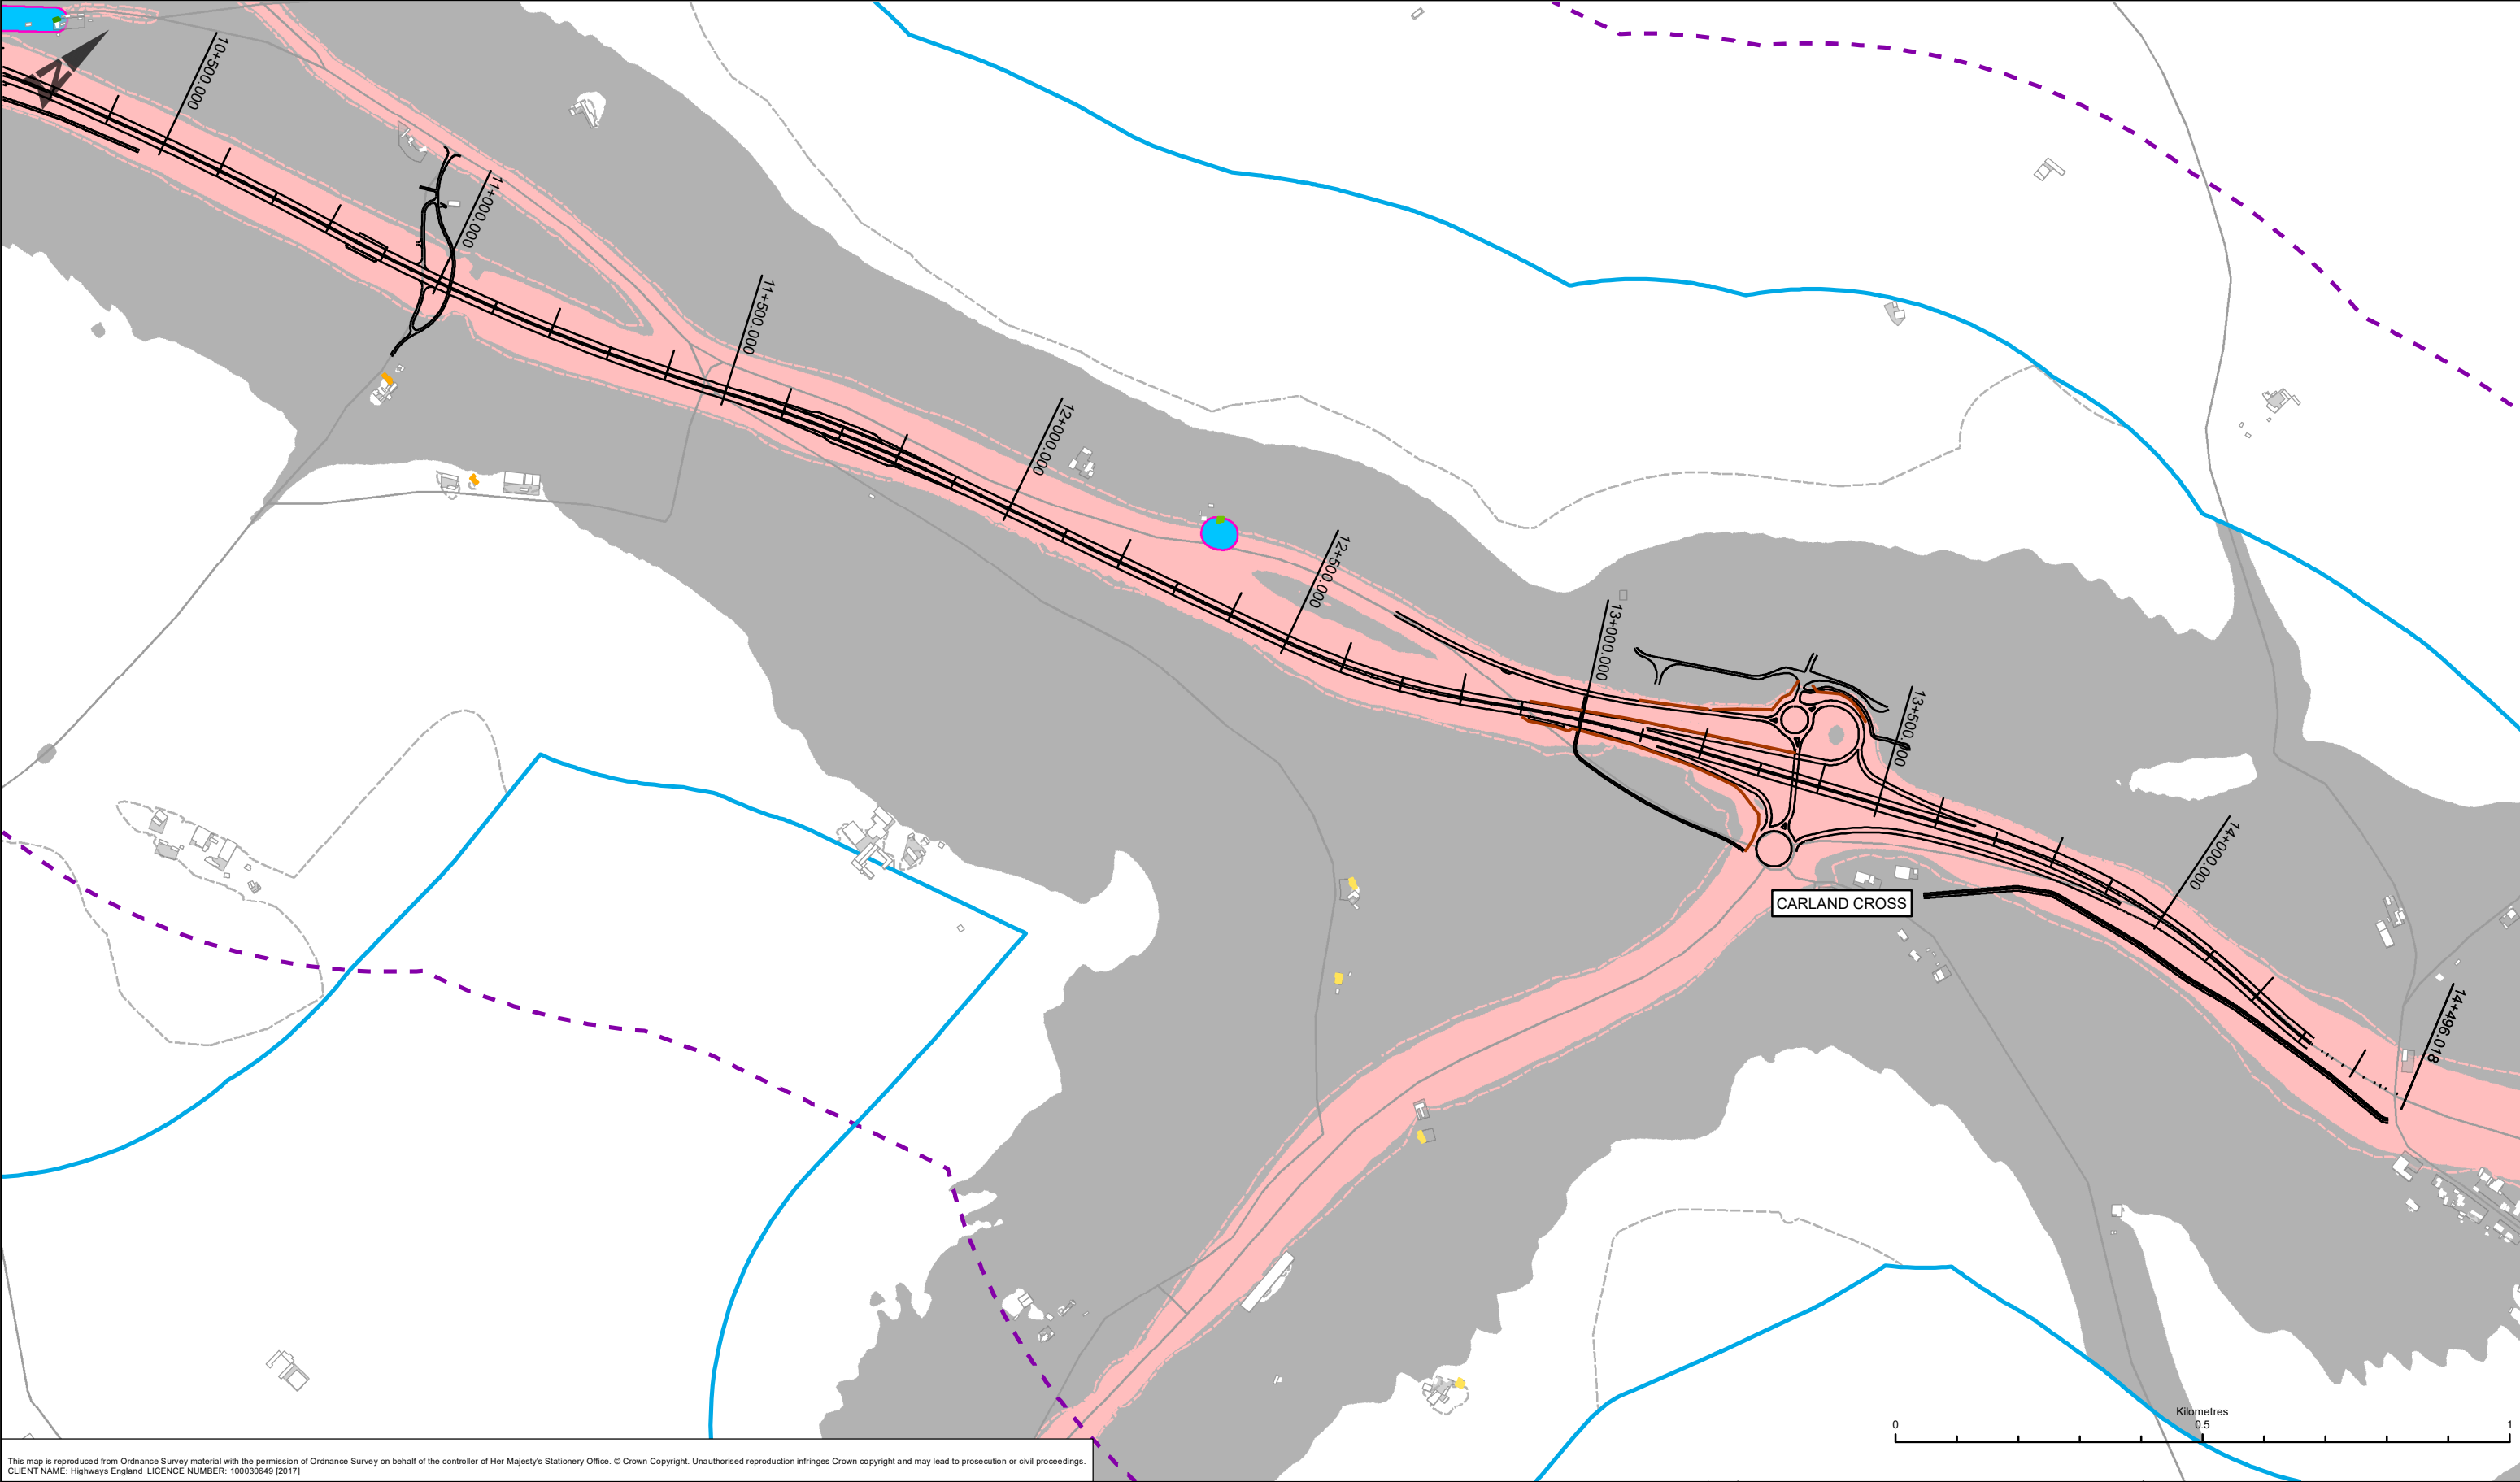 N
10+500.000
11+000.000
11+500.000
12+000.000
12+500.000
13+000.000
13+500.000
CARLAND CROSS
14+000.000
14+496.018
Kilometres
0 0.5 1
This map is reproduced from Ordnance Survey material with the permission of Ordnance Survey on behalf of the controller of Her Majesty's Stationery Office. © Crown Copyright. Unauthorised reproduction infringes Crown copyright and may lead to prosecution or civil proceedings.
CLIENT NAME: Highways England LICENCE NUMBER: 100030649 [2017]